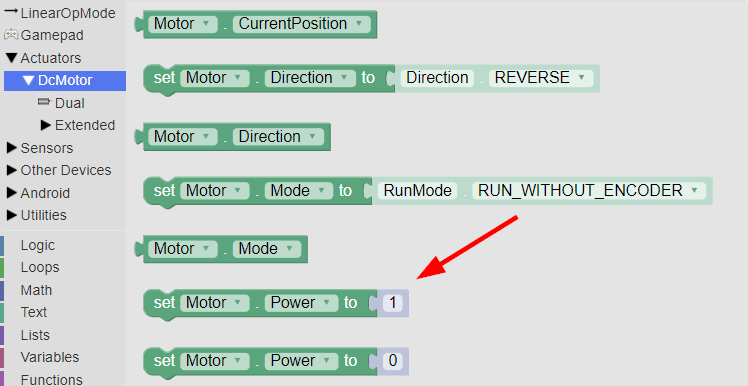 LinearOpMode
Gamepad
Actuators
DcMotor
Dual
Extended
Sensors
Other Devices
Android
Utilities
Logic
Loops
Math
Text
Lists
Variables
Functions
Motor . CurrentPosition
set Motor . Direction to Direction . REVERSE
Motor . Direction
set Motor . Mode to RunMode . RUN_WITHOUT_ENCODER
Motor . Mode
set Motor . Power to 1
set Motor . Power to 0